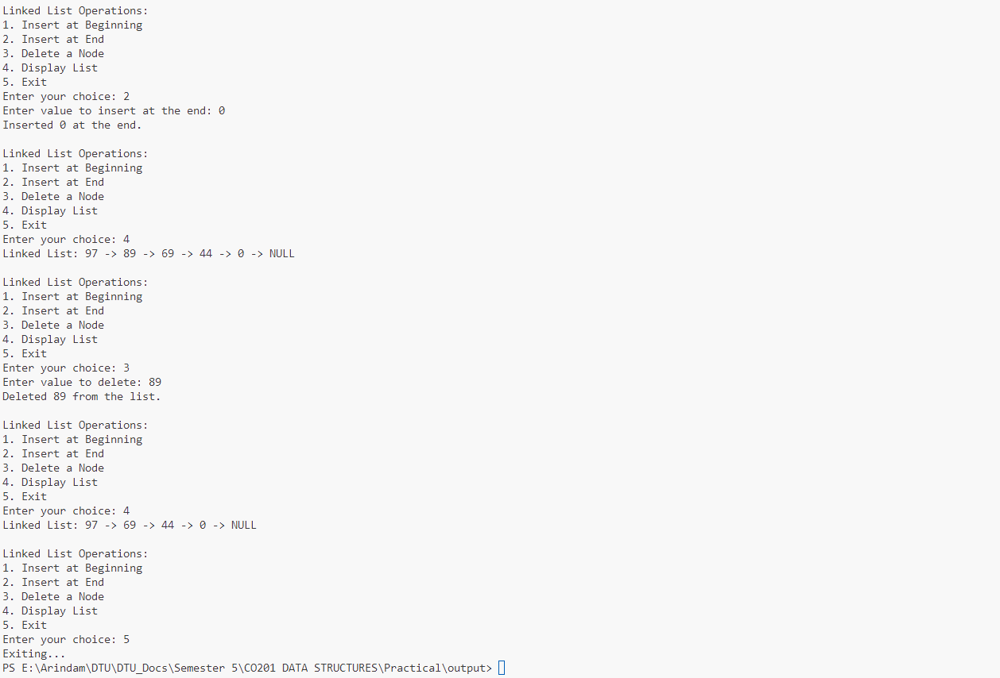 Linked List Operations:
1. Insert at Beginning
2. Insert at End
3. Delete a Node
4. Display List
5. Exit
Enter your choice: 2
Enter value to insert at the end: 0
Inserted 0 at the end.

Linked List Operations:
1. Insert at Beginning
2. Insert at End
3. Delete a Node
4. Display List
5. Exit
Enter your choice: 4
Linked List: 97 -> 89 -> 69 -> 44 -> 0 -> NULL

Linked List Operations:
1. Insert at Beginning
2. Insert at End
3. Delete a Node
4. Display List
5. Exit
Enter your choice: 3
Enter value to delete: 89
Deleted 89 from the list.

Linked List Operations:
1. Insert at Beginning
2. Insert at End
3. Delete a Node
4. Display List
5. Exit
Enter your choice: 4
Linked List: 97 -> 69 -> 44 -> 0 -> NULL

Linked List Operations:
1. Insert at Beginning
2. Insert at End
3. Delete a Node
4. Display List
5. Exit
Enter your choice: 5
Exiting...
PS E:\Arindam\DTU\DTU_Docs\Semester 5\CO201 DATA STRUCTURES\Practical\output>